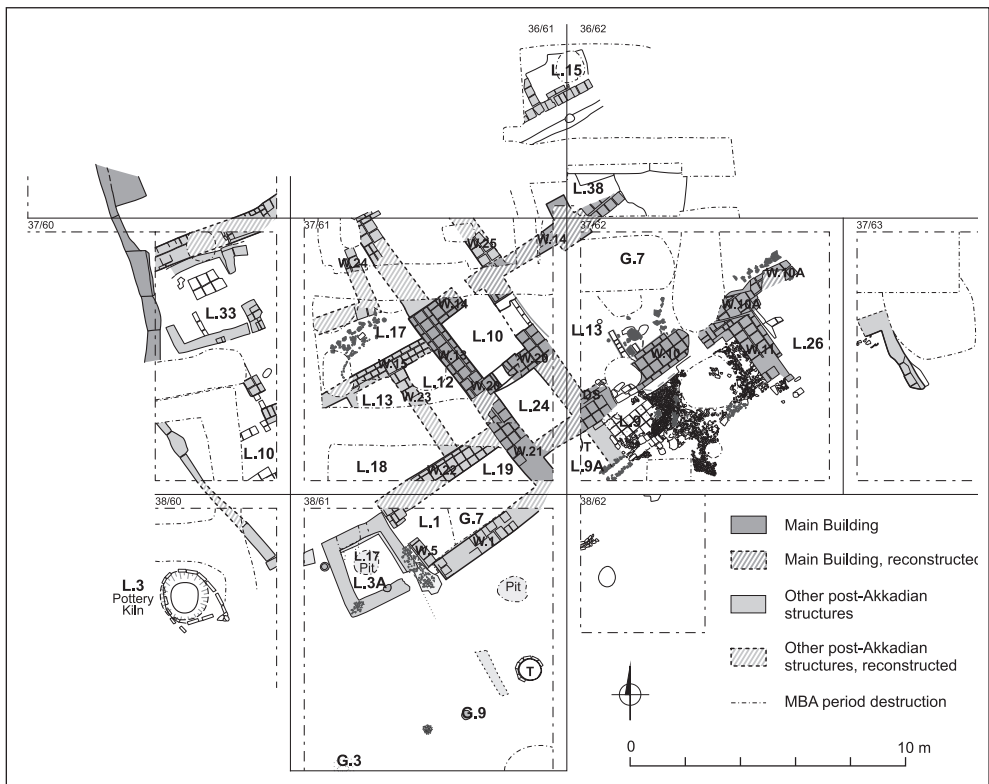 36/61 36/62
L.15
L.38
37/60
37/61
37/62
37/63
W.14
W.25
W.24
G.7
W.10A
W.10A
L.33
W.14
L.17
L.10
L.13
W.13
W.10
W.11
L.26
W.15
W.29
L.12
W.20
L.13
W.23
L.24
DS
L.9
L.10
L.18
W.22
L.19
W.21
T
L.9A
38/60
38/61
38/62
L.1
G.7
W.1
W.5
L.17
Pit
L.3A
Pit
L.3
Pottery
Kiln
T
G.9
G.3
Main Building
Main Building, reconstructed
Other post-Akkadian
structures
Other post-Akkadian
structures, reconstructed
MBA period destruction
0 10 m